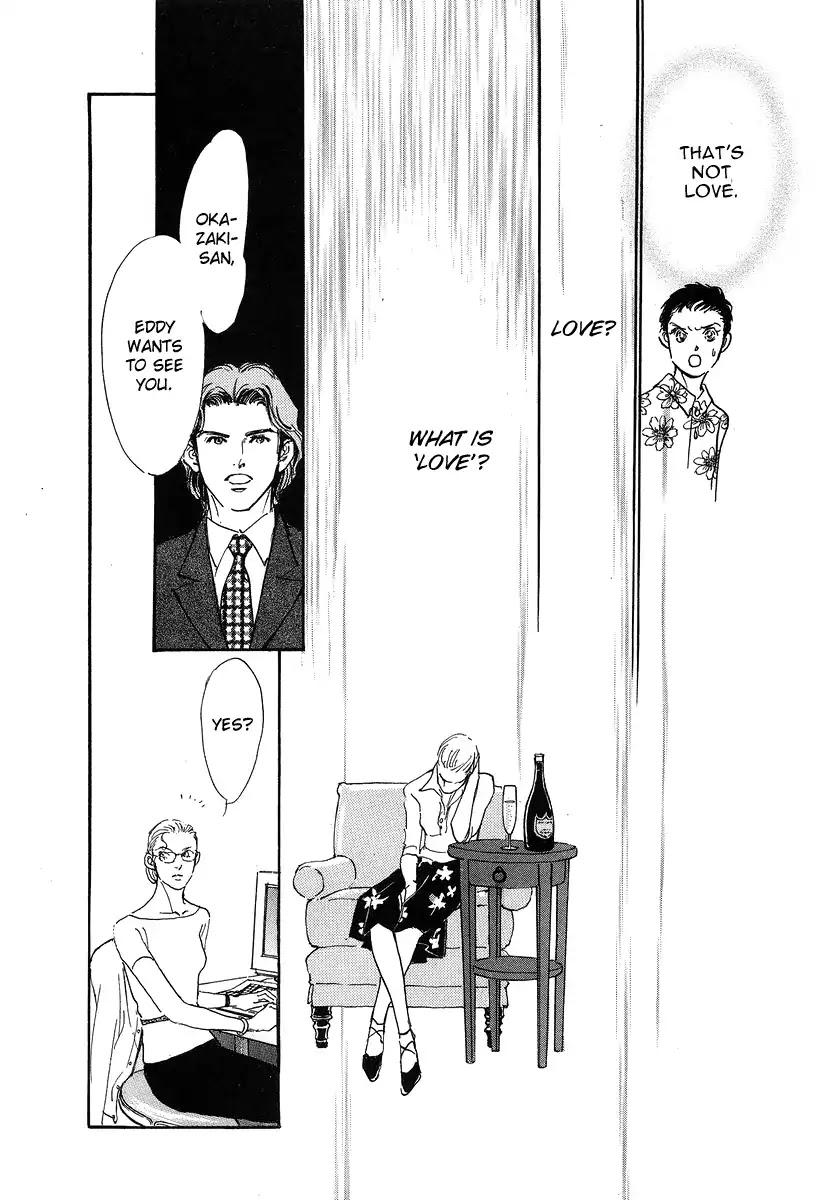 THAT'S
NOT
LOVE.
LOVE?
WHAT IS
'LOVE'?
OKA-
ZAKI-
SAN,
EDDY
WANTS
TO SEE
YOU.
YES?